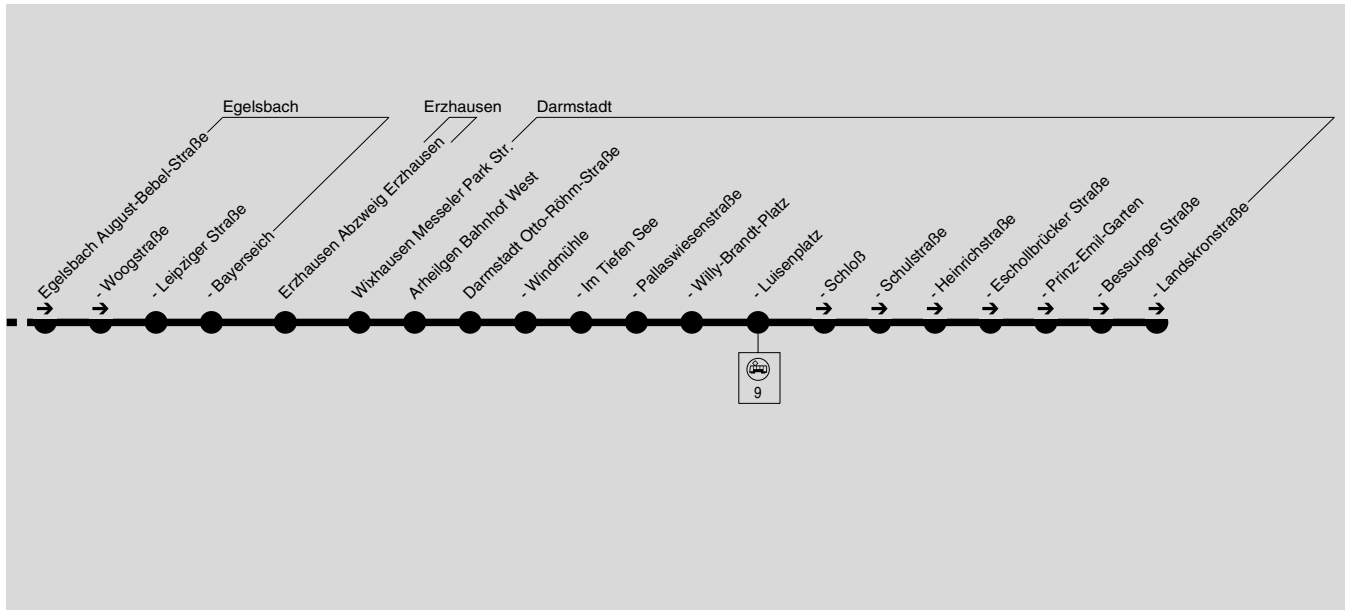 Egelsbach
Erzhausen
Darmstadt
Egelsbach August-Bebel-Straße
- Woogstraße
- Leipziger Straße
- Bayerseich
Erzhausen Abzweig Erzhausen
Wixhausen Messeler Park Str.
Arheilgen Bahnhof West
Darmstadt Otto-Röhm-Straße
- Windmühle
- Im Tiefen See
- Pallaswiesenstraße
- Willy-Brandt-Platz
- Luisenplatz
- Schloß
- Schulstraße
- Heinrichstraße
- Eschollbrücker Straße
- Prinz-Emil-Garten
- Bessunger Straße
- Landskronstraße
9